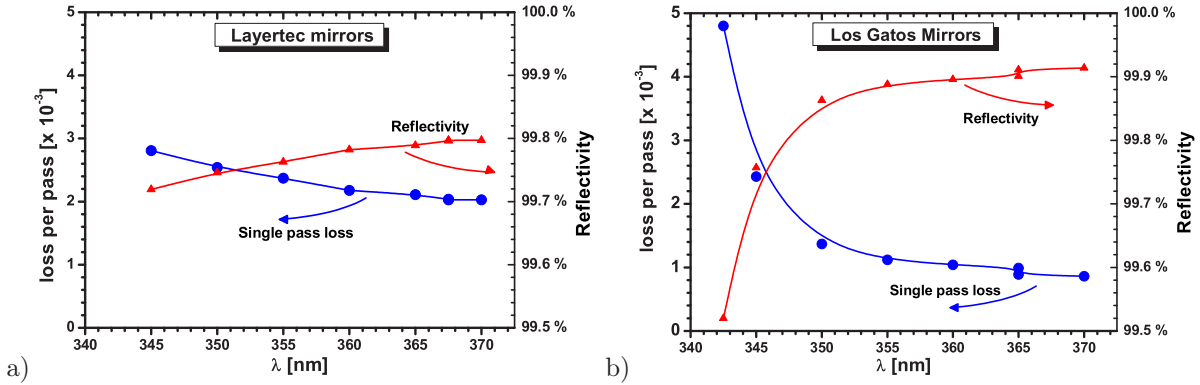 Layertec mirrors
5
4
3
2
1
0
loss per pass [x 10⁻³]
100.0 %
99.9 %
99.8 %
99.7 %
99.6 %
99.5 %
Reflectivity
Reflectivity
Single pass loss
340 345 350 355 360 365 370
λ [nm]
a)
Los Gatos Mirrors
5
4
3
2
1
0
loss per pass [x 10⁻³]
100.0 %
99.9 %
99.8 %
99.7 %
99.6 %
99.5 %
Reflectivity
Reflectivity
Single pass loss
340 345 350 355 360 365 370
λ [nm]
b)